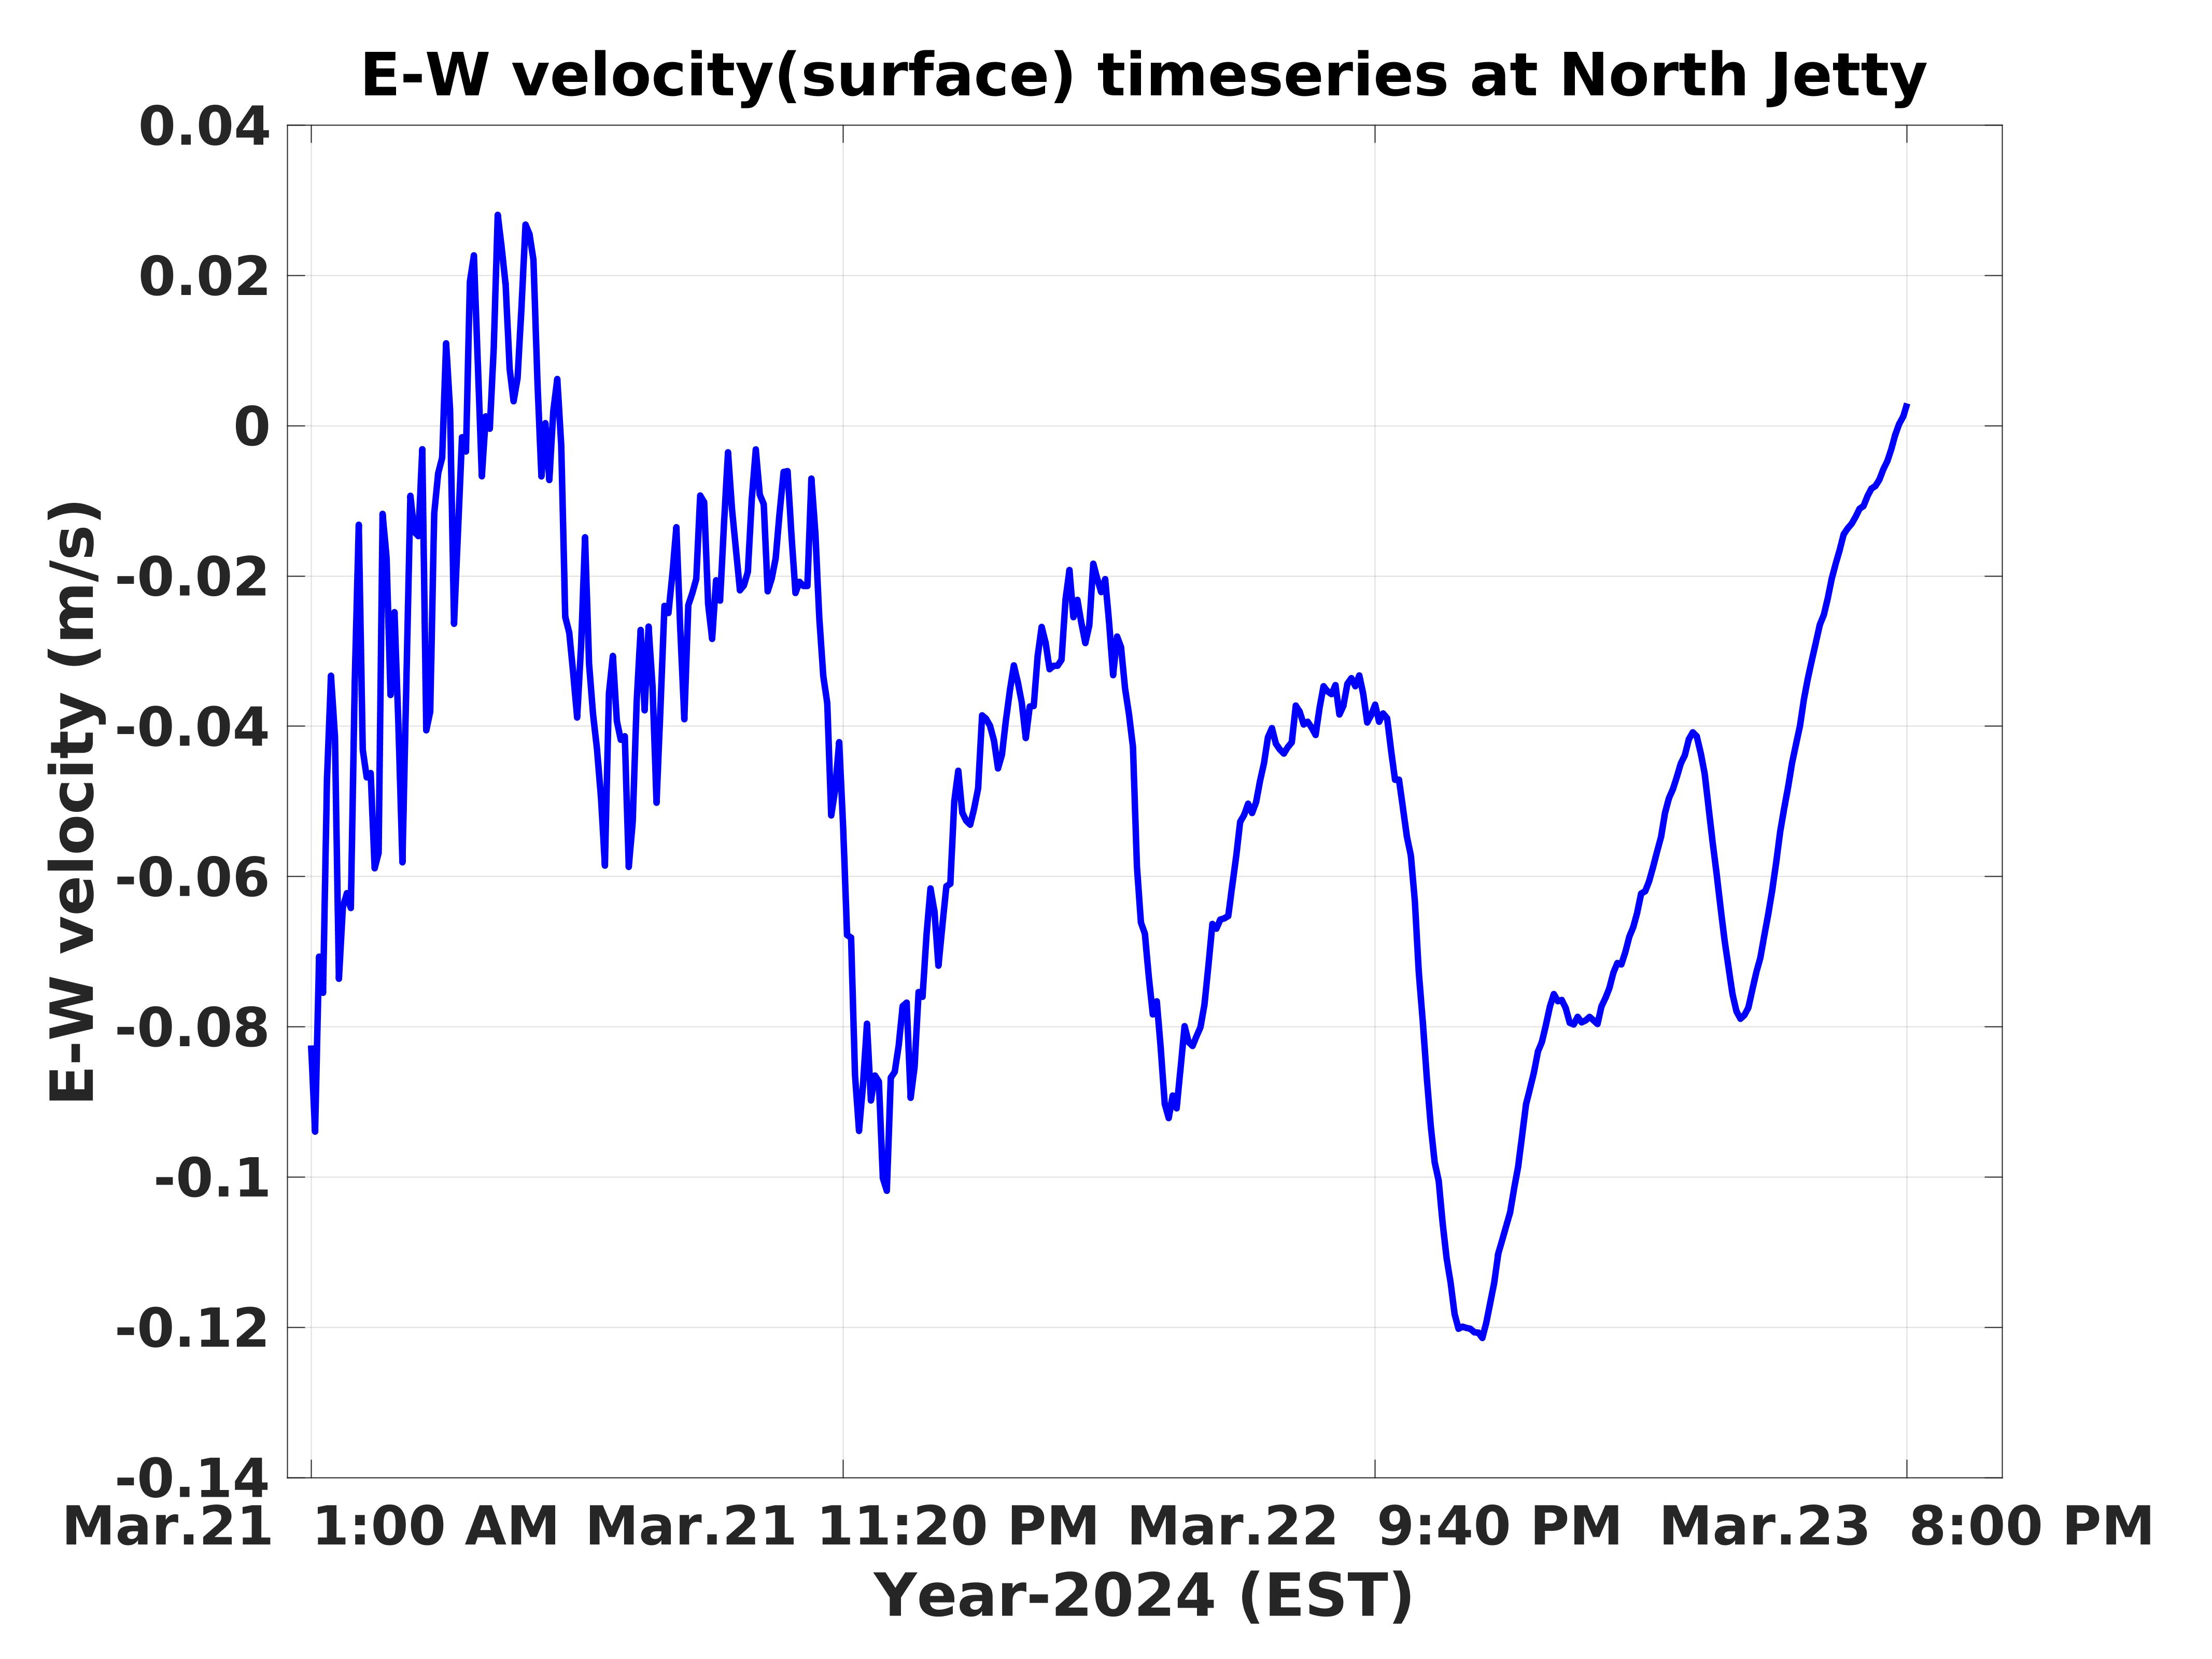 E-W velocity(surface) timeseries at North Jetty
0.04
0.02
0
-0.02
-0.04
-0.06
-0.08
-0.1
-0.12
-0.14
E-W velocity (m/s)
Mar.21 1:00 AM Mar.21 11:20 PM Mar.22 9:40 PM Mar.23 8:00 PM
Year-2024 (EST)